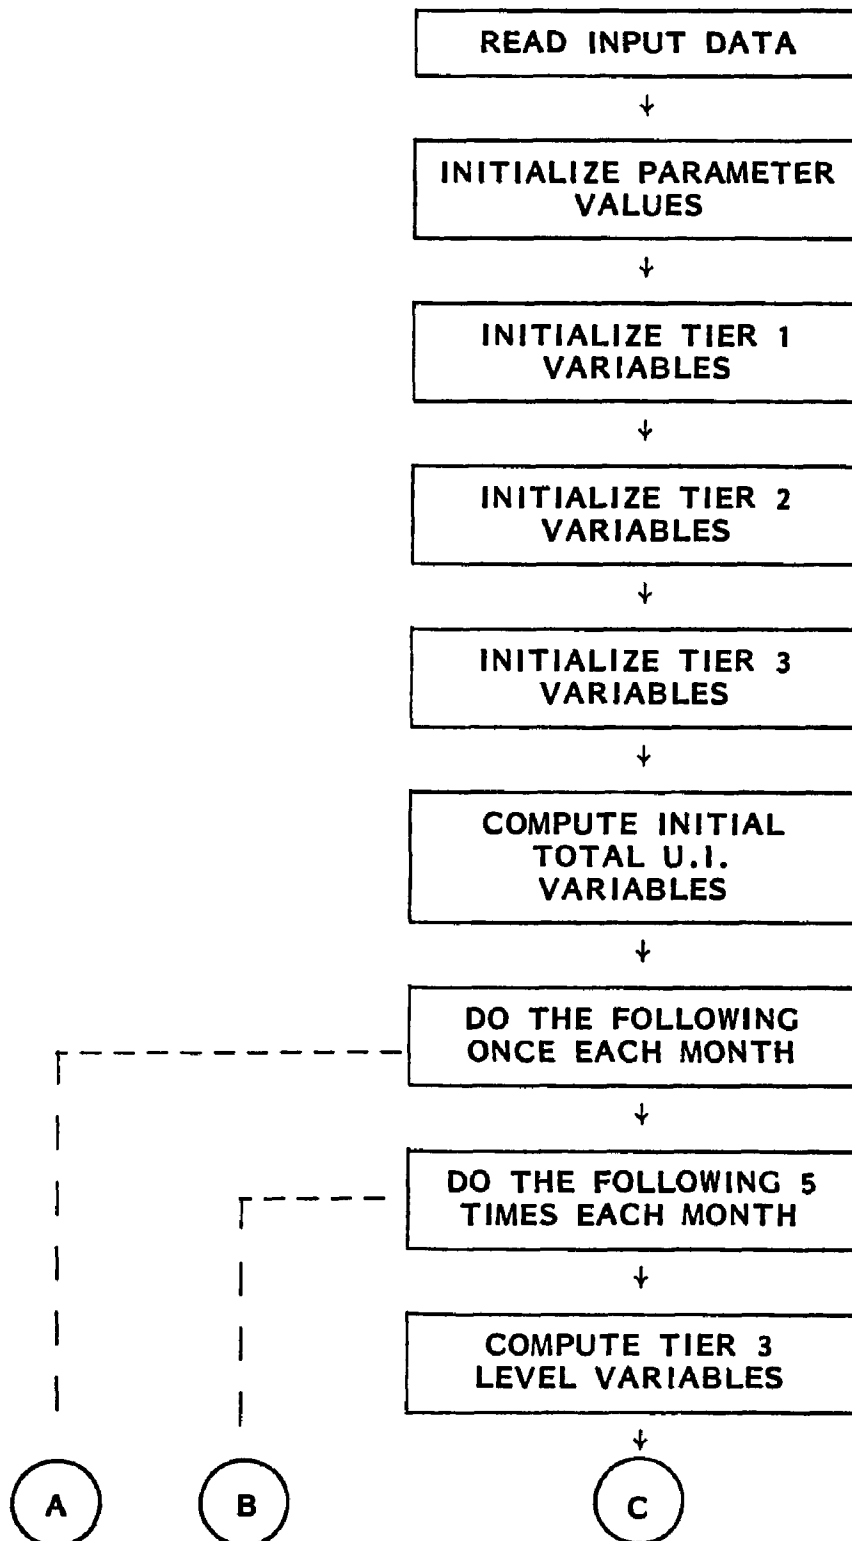 READ INPUT DATA
INITIALIZE PARAMETER
VALUES
INITIALIZE TIER 1
VARIABLES
INITIALIZE TIER 2
VARIABLES
INITIALIZE TIER 3
VARIABLES
COMPUTE INITIAL
TOTAL U.I.
VARIABLES
DO THE FOLLOWING
ONCE EACH MONTH
DO THE FOLLOWING 5
TIMES EACH MONTH
COMPUTE TIER 3
LEVEL VARIABLES
A B C